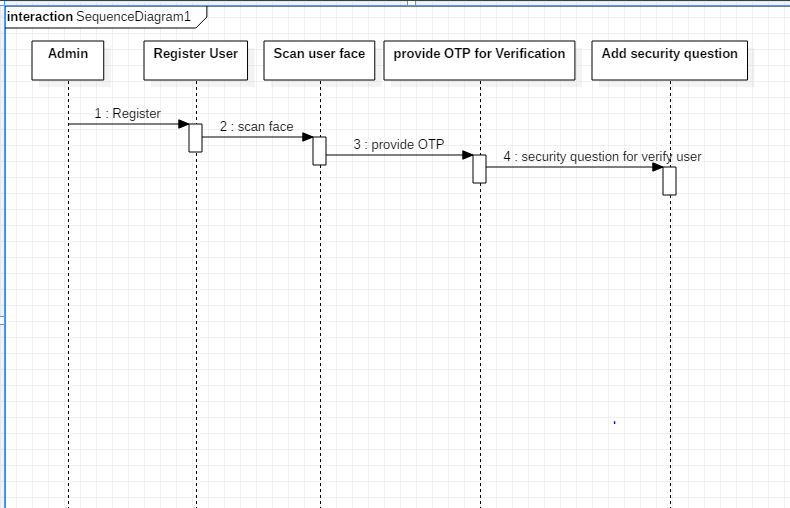 interaction SequenceDiagram1
Admin
Register User
Scan user face
provide OTP for Verification
Add security question
1 : Register
2 : scan face
3 : provide OTP
4 : security question for verify user